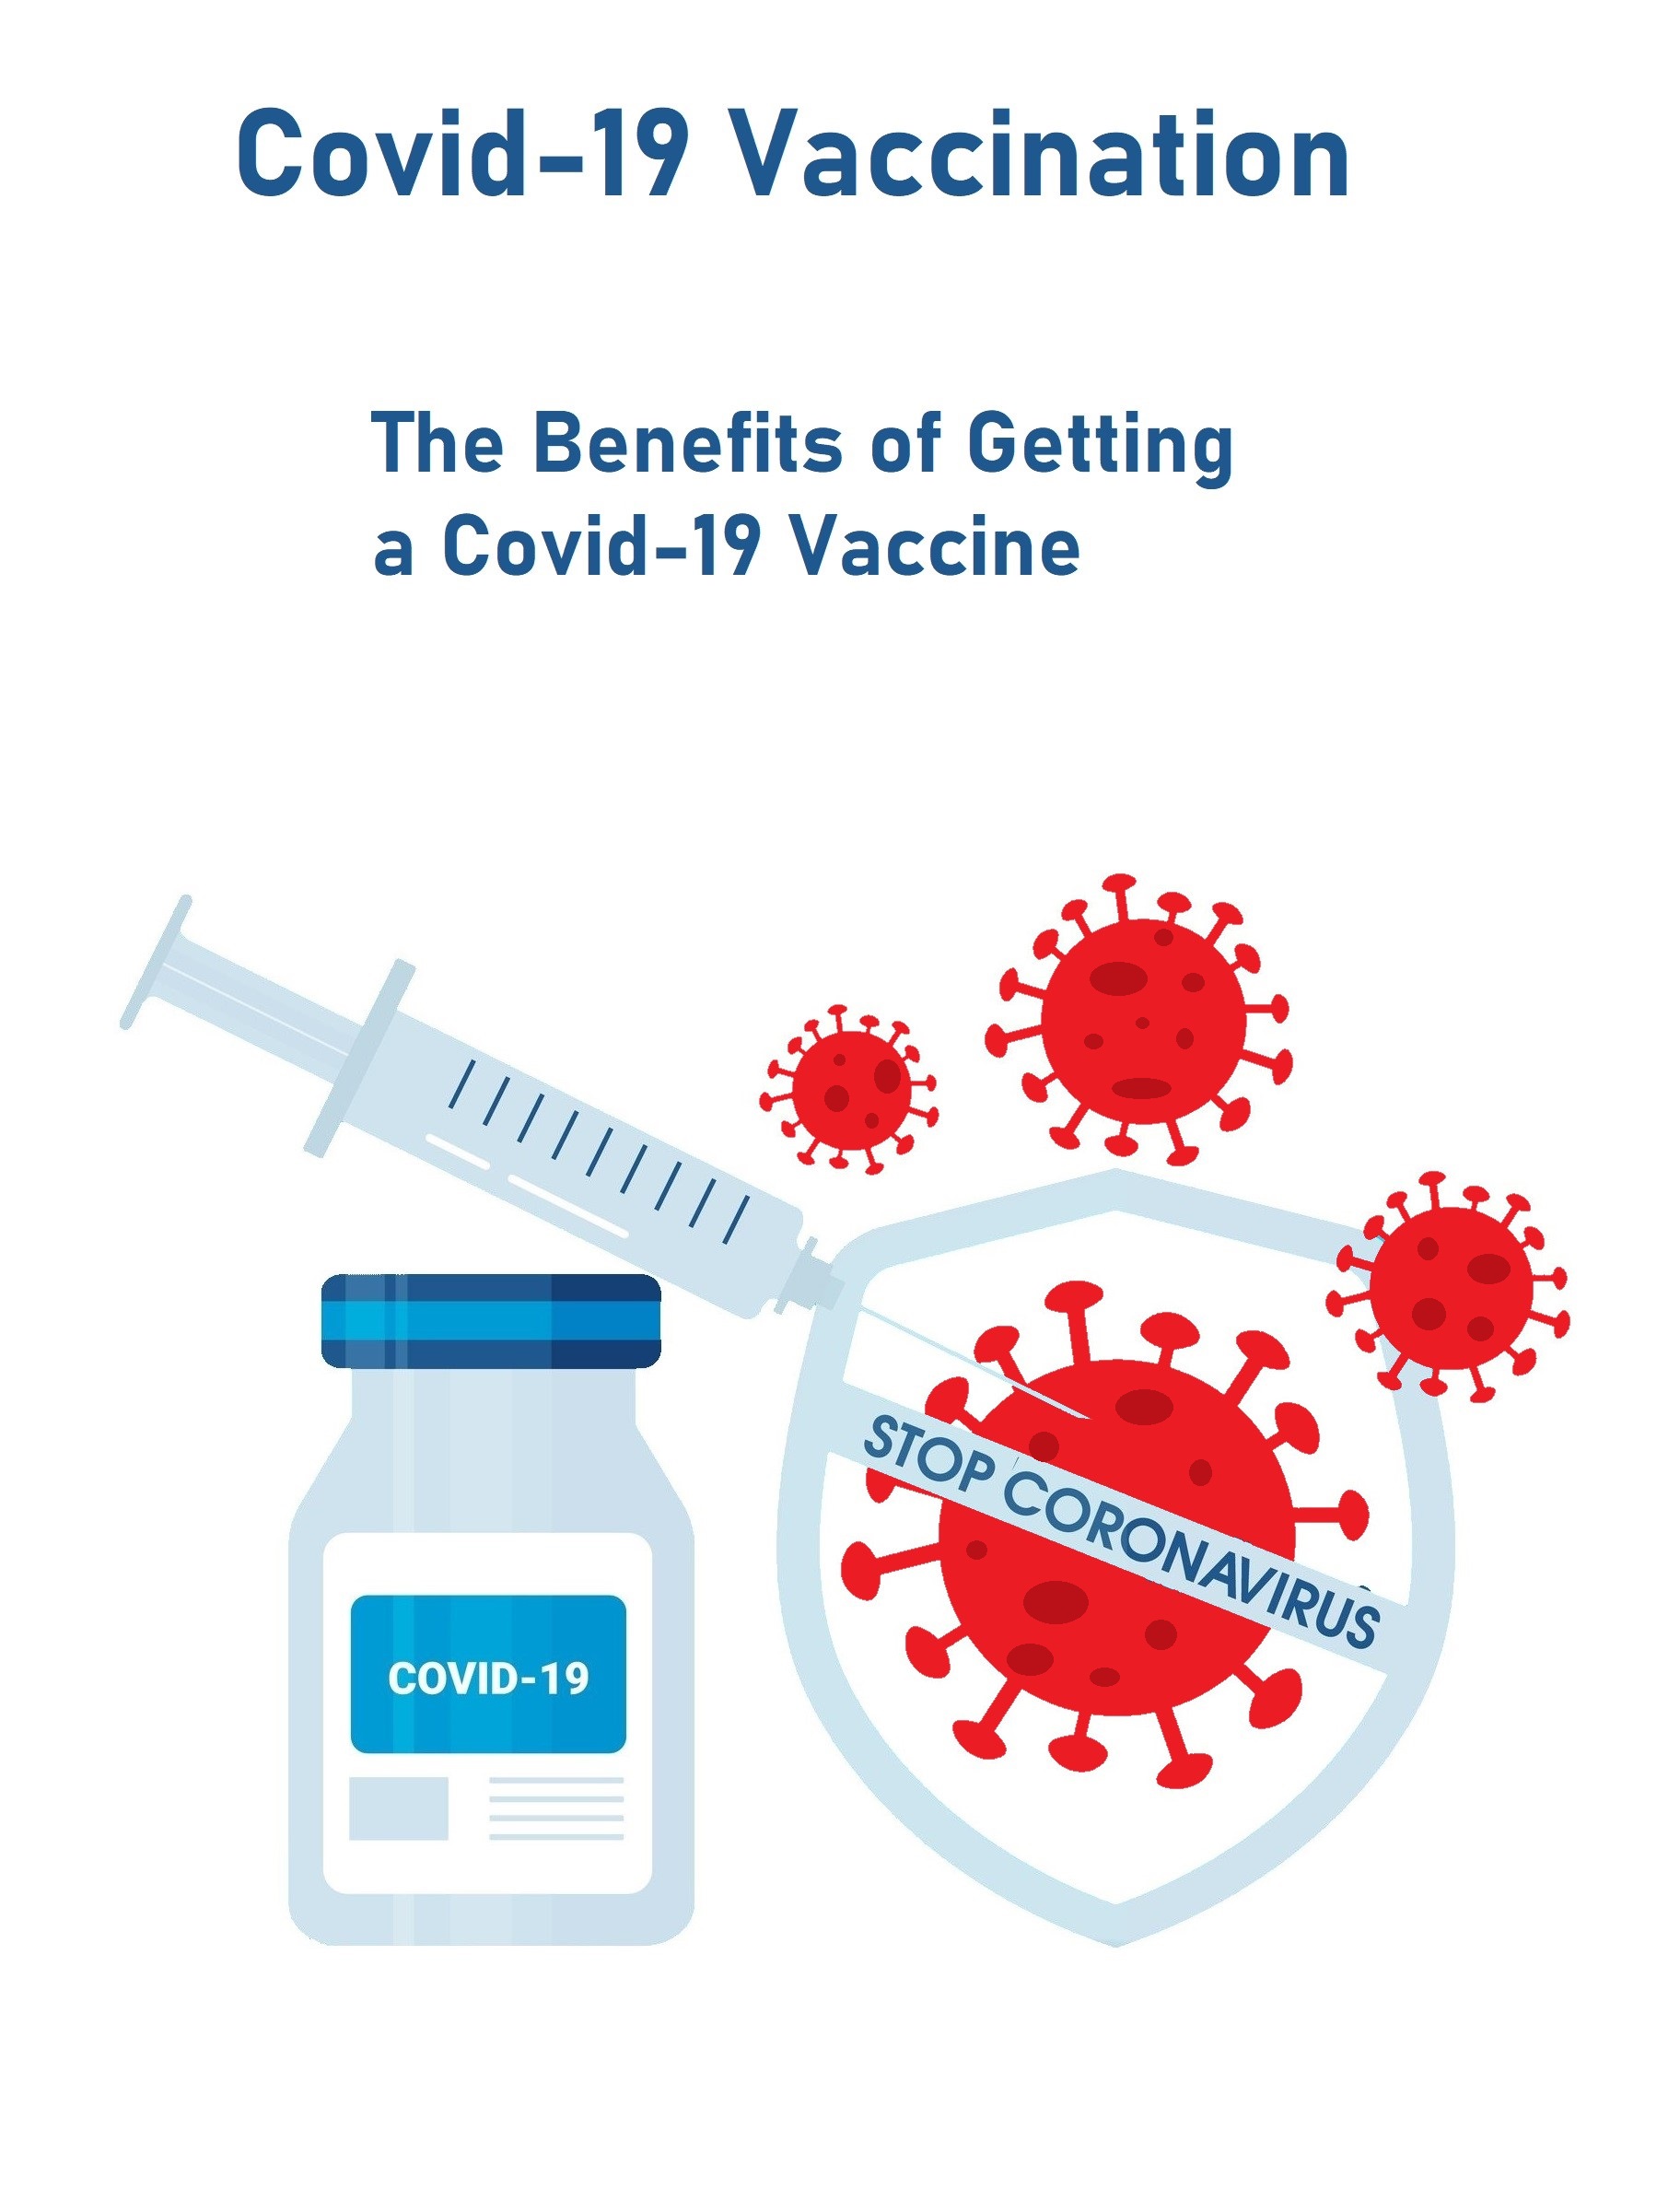 Covid-19 Vaccination
The Benefits of Getting
a Covid-19 Vaccine
STOP CORONAVIRUS
COVID-19